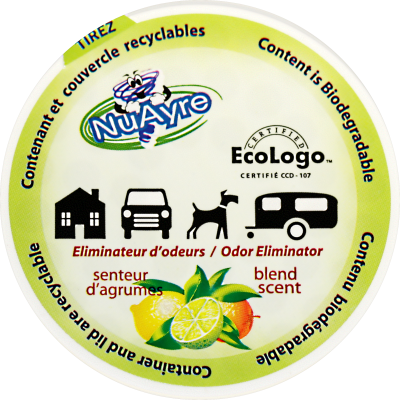 TIREZ
Contenant et couvercle recyclables
Content is Biodegradable
NuAyre
CERTIFIED
EcoLogo™
CERTIFIÉ CCD - 107
Eliminateur d'odeurs / Odor Eliminator
senteur
d'agrumes
blend
scent
Container and lid are recyclable
Contenu biodégradable